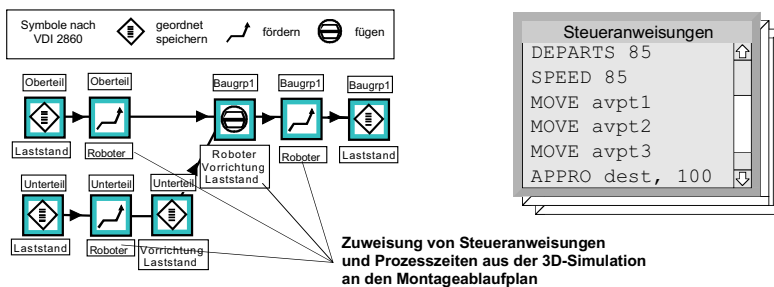 Symbole nach
VDI 2860
geordnet
speichern
fördern
fügen
Oberteil
Oberteil
Baugrp1
Baugrp1
Baugrp1
Laststand
Roboter
Roboter
Vorrichtung
Laststand
Roboter
Laststand
Unterteil
Unterteil
Unterteil
Laststand
Roboter
Vorrichtung
Laststand
Zuweisung von Steueranweisungen
und Prozesszeiten aus der 3D-Simulation
an den Montageablaufplan
Steueranweisungen
DEPARTS 85
SPEED 85
MOVE avpt1
MOVE avpt2
MOVE avpt3
APPRO dest, 100